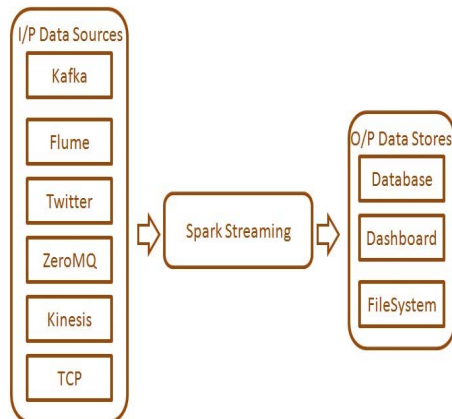 I/P Data Sources
Kafka
Flume
Twitter
ZeroMQ
Kinesis
TCP
Spark Streaming
O/P Data Stores
Database
Dashboard
FileSystem